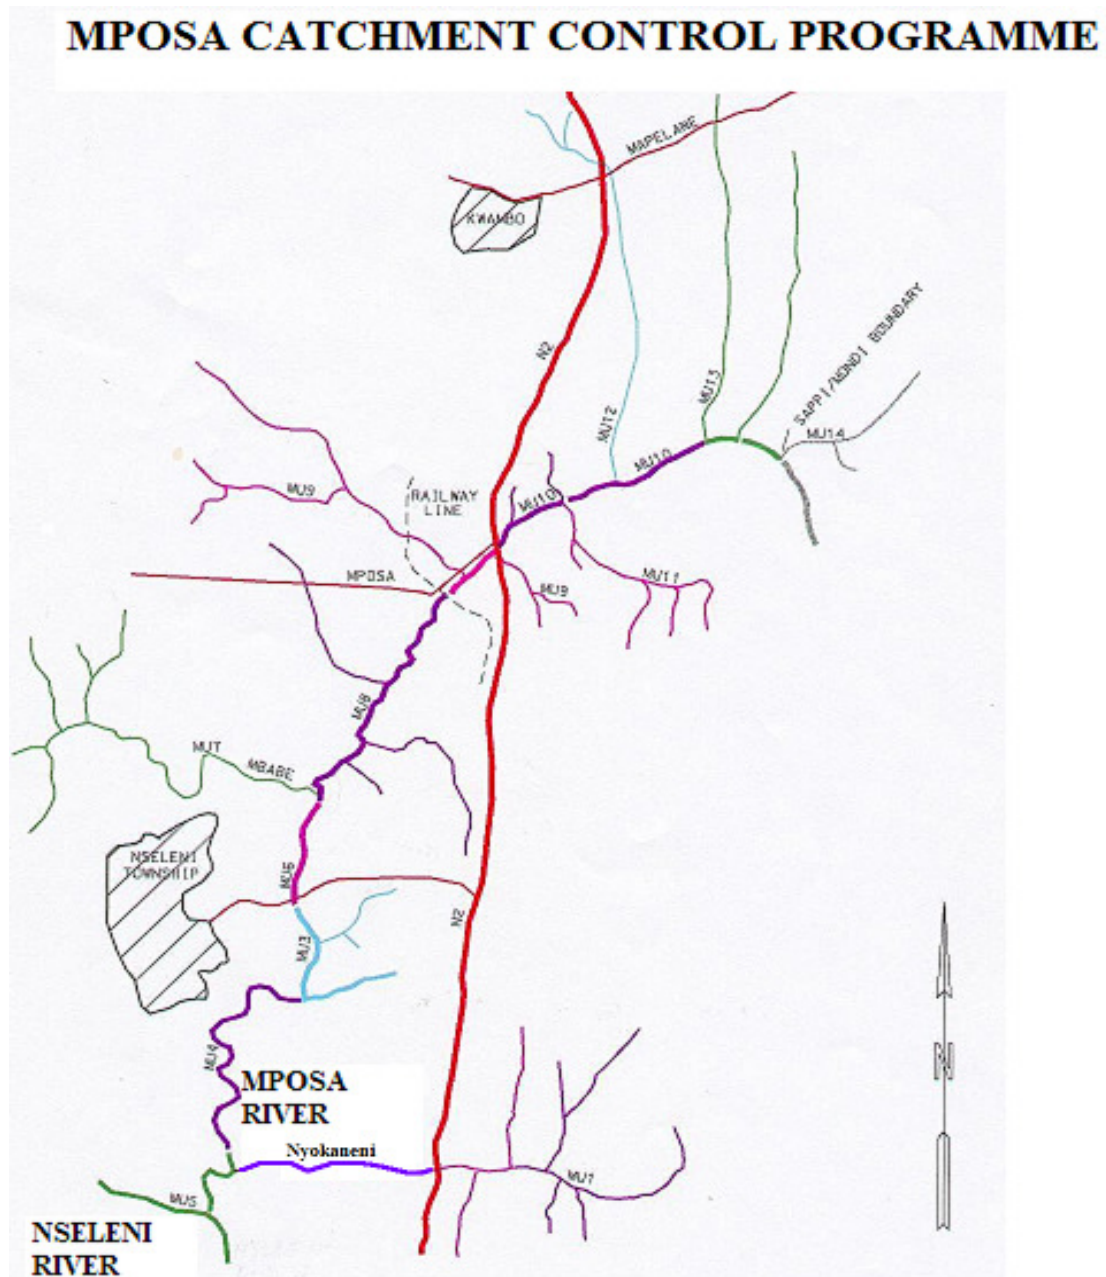 MPOSA CATCHMENT CONTROL PROGRAMME
MAPELANE
KWAMBO
N2
SAPPI/MONDI BOUNDARY
MU13
MU12
MU14
MU10
MU9
RAILWAY
LINE
MU10
MPOSA
MU9
MU11
MU8
MU7
MBABE
NSELENI
TOWNSHIP
MU6
N2
MU3
MU4
N
MPOSA
RIVER
Nyokaneni
MU1
MU5
NSELENI
RIVER